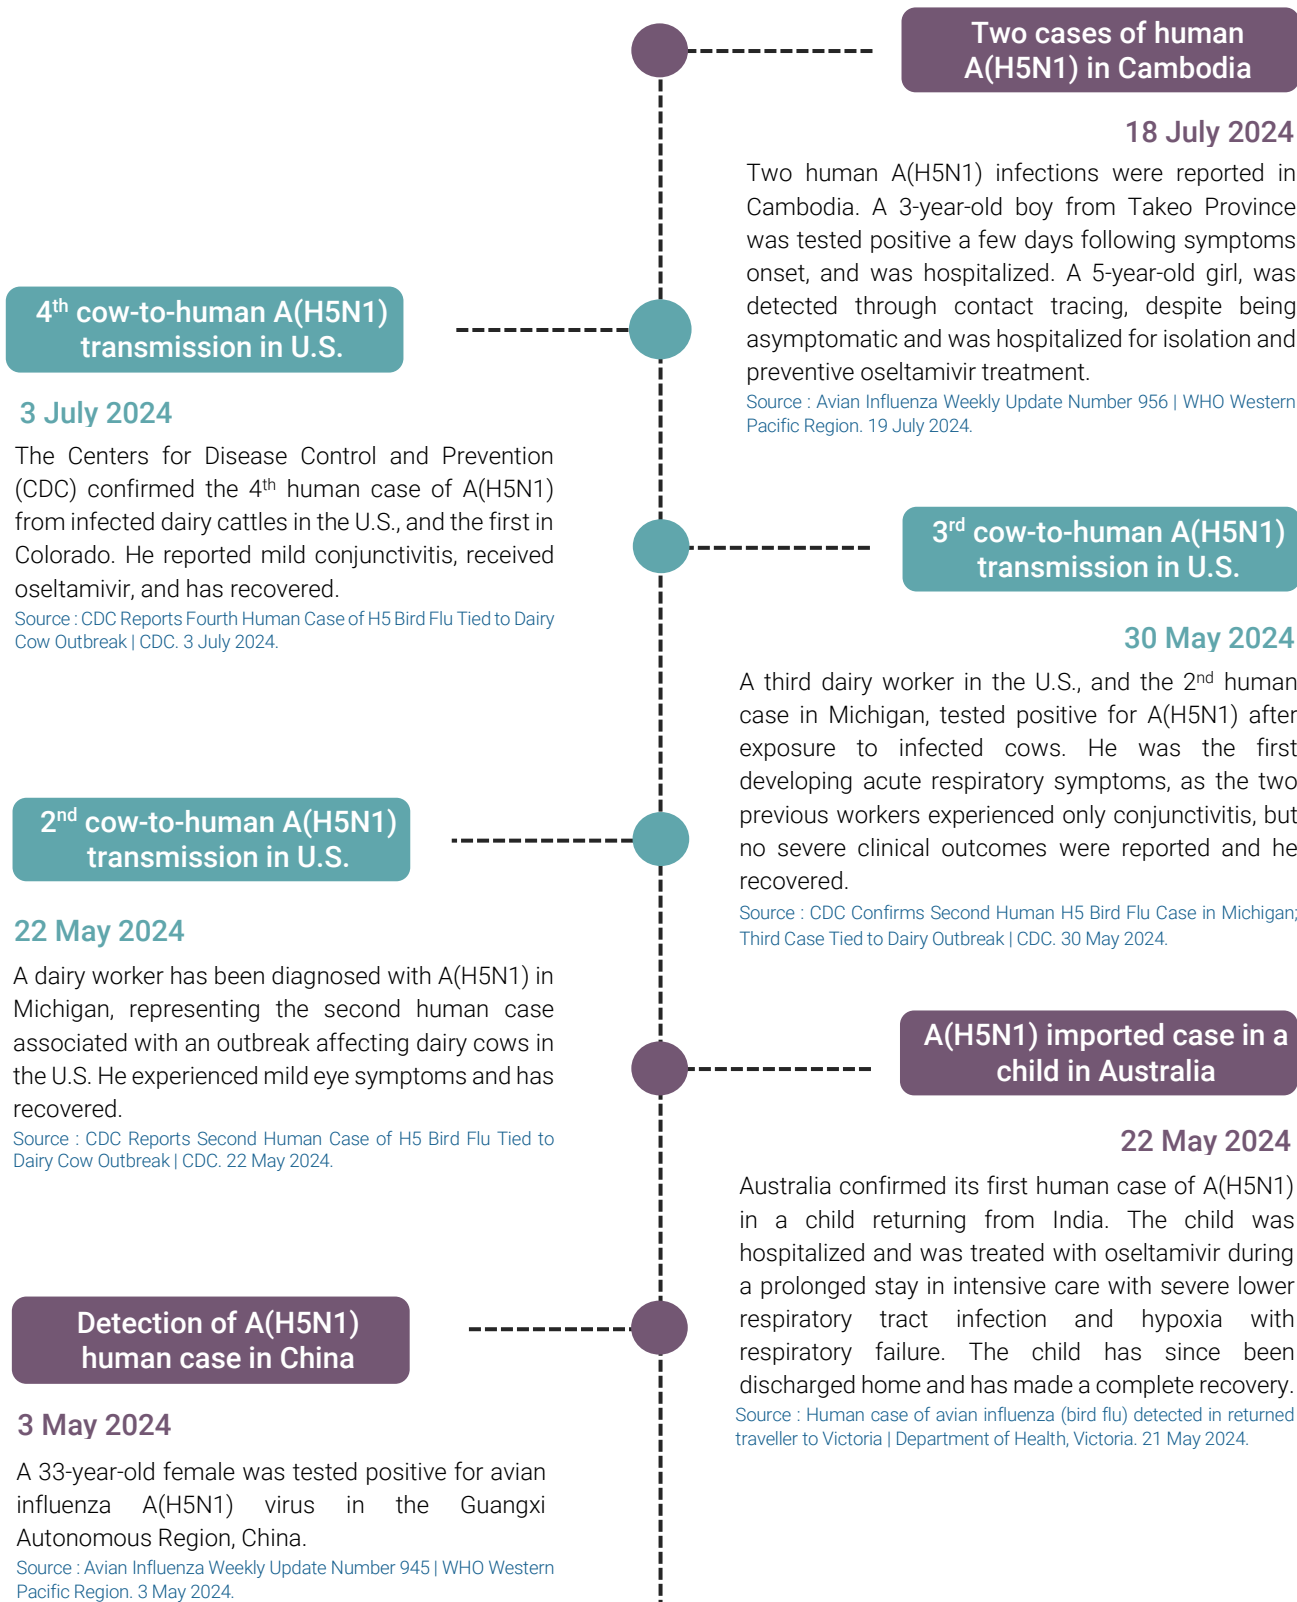 Two cases of human
A(H5N1) in Cambodia
18 July 2024
Two human A(H5N1) infections were reported in
Cambodia. A 3-year-old boy from Takeo Province
was tested positive a few days following symptoms
onset, and was hospitalized. A 5-year-old girl, was
detected through contact tracing, despite being
asymptomatic and was hospitalized for isolation and
preventive oseltamivir treatment.
Source : Avian Influenza Weekly Update Number 956 | WHO Western
Pacific Region. 19 July 2024.
4th cow-to-human A(H5N1)
transmission in U.S.
3 July 2024
The Centers for Disease Control and Prevention
(CDC) confirmed the 4th human case of A(H5N1)
from infected dairy cattles in the U.S., and the first in
Colorado. He reported mild conjunctivitis, received
oseltamivir, and has recovered.
Source : CDC Reports Fourth Human Case of H5 Bird Flu Tied to Dairy
Cow Outbreak | CDC. 3 July 2024.
3rd cow-to-human A(H5N1)
transmission in U.S.
30 May 2024
A third dairy worker in the U.S., and the 2nd human
case in Michigan, tested positive for A(H5N1) after
exposure to infected cows. He was the first
developing acute respiratory symptoms, as the two
previous workers experienced only conjunctivitis, but
no severe clinical outcomes were reported and he
recovered.
Source : CDC Confirms Second Human H5 Bird Flu Case in Michigan;
Third Case Tied to Dairy Outbreak | CDC. 30 May 2024.
2nd cow-to-human A(H5N1)
transmission in U.S.
22 May 2024
A dairy worker has been diagnosed with A(H5N1) in
Michigan, representing the second human case
associated with an outbreak affecting dairy cows in
the U.S. He experienced mild eye symptoms and has
recovered.
Source : CDC Reports Second Human Case of H5 Bird Flu Tied to
Dairy Cow Outbreak | CDC. 22 May 2024.
A(H5N1) imported case in a
child in Australia
22 May 2024
Australia confirmed its first human case of A(H5N1)
in a child returning from India. The child was
hospitalized and was treated with oseltamivir during
a prolonged stay in intensive care with severe lower
respiratory tract infection and hypoxia with
respiratory failure. The child has since been
discharged home and has made a complete recovery.
Source : Human case of avian influenza (bird flu) detected in returned
traveller to Victoria | Department of Health, Victoria. 21 May 2024.
Detection of A(H5N1)
human case in China
3 May 2024
A 33-year-old female was tested positive for avian
influenza A(H5N1) virus in the Guangxi
Autonomous Region, China.
Source : Avian Influenza Weekly Update Number 945 | WHO Western
Pacific Region. 3 May 2024.